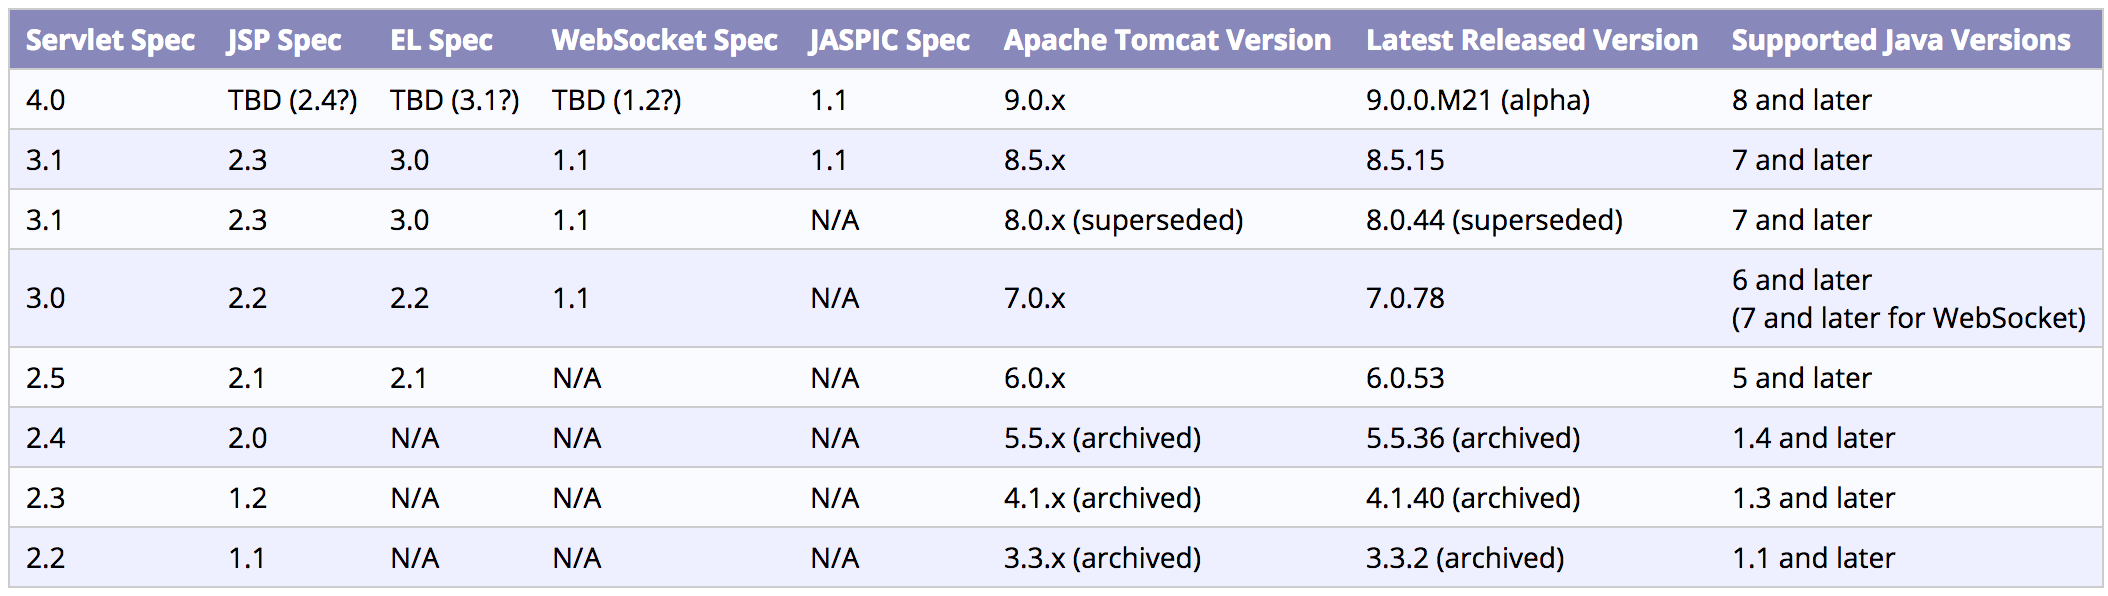 Servlet Spec JSP Spec EL Spec WebSocket Spec JASPIC Spec Apache Tomcat Version Latest Released Version Supported Java Versions
4.0 TBD (2.4?) TBD (3.1?) TBD (1.2?) 1.1 9.0.x 9.0.0.M21 (alpha) 8 and later
3.1 2.3 3.0 1.1 1.1 8.5.x 8.5.15 7 and later
3.1 2.3 3.0 1.1 N/A 8.0.x (superseded) 8.0.44 (superseded) 7 and later
3.0 2.2 2.2 1.1 N/A 7.0.x 7.0.78 6 and later
(7 and later for WebSocket)
2.5 2.1 2.1 N/A N/A 6.0.x 6.0.53 5 and later
2.4 2.0 N/A N/A N/A 5.5.x (archived) 5.5.36 (archived) 1.4 and later
2.3 1.2 N/A N/A N/A 4.1.x (archived) 4.1.40 (archived) 1.3 and later
2.2 1.1 N/A N/A N/A 3.3.x (archived) 3.3.2 (archived) 1.1 and later